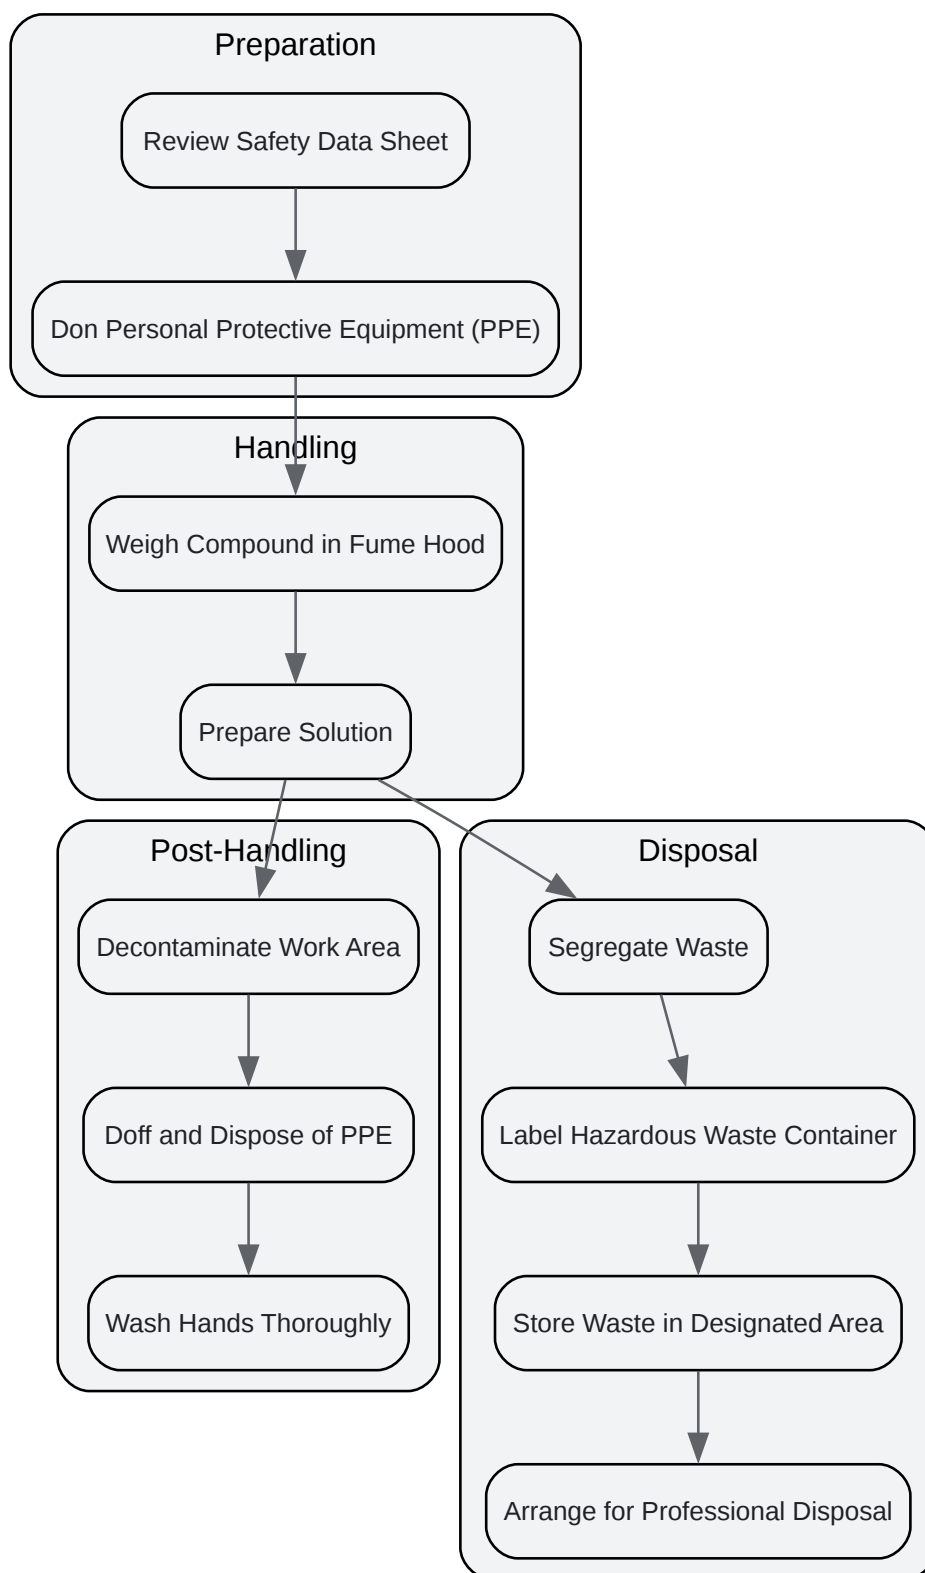 Preparation
Review Safety Data Sheet
Don Personal Protective Equipment (PPE)
Handling
Weigh Compound in Fume Hood
Prepare Solution
Post-Handling
Decontaminate Work Area
Doff and Dispose of PPE
Wash Hands Thoroughly
Disposal
Segregate Waste
Label Hazardous Waste Container
Store Waste in Designated Area
Arrange for Professional Disposal